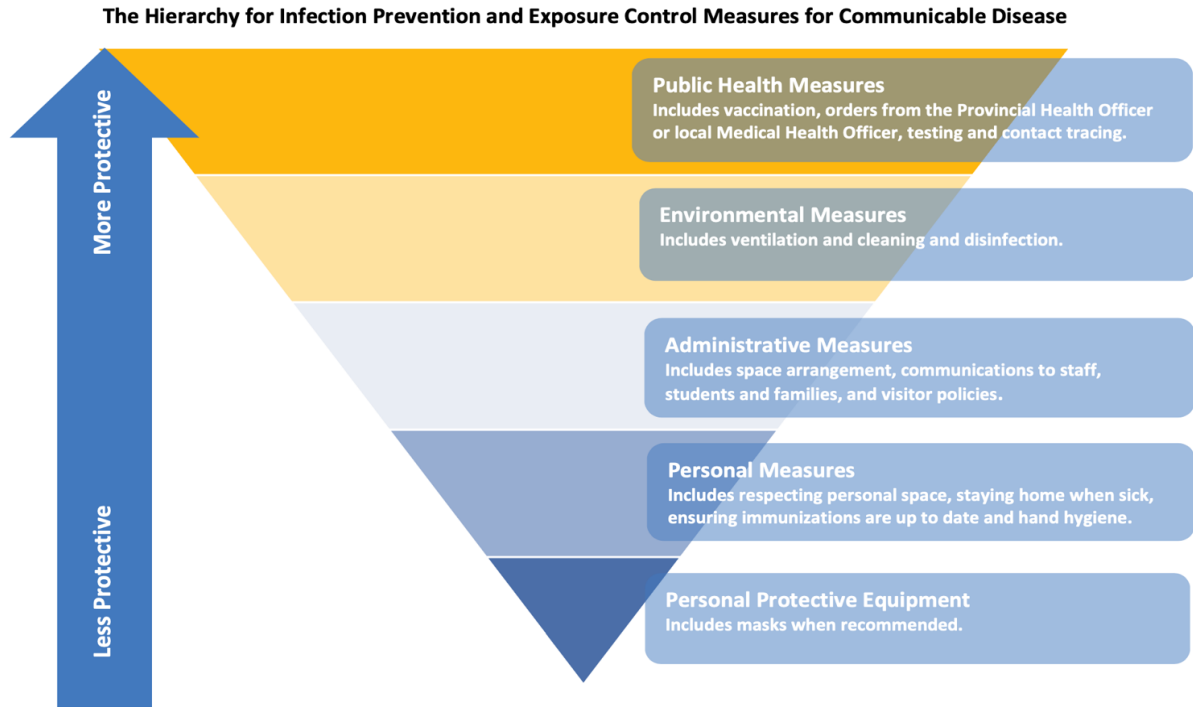 The Hierarchy for Infection Prevention and Exposure Control Measures for Communicable Disease
More Protective
Less Protective
Public Health Measures
Includes vaccination, orders from the Provincial Health Officer
or local Medical Health Officer, testing and contact tracing.
Environmental Measures
Includes ventilation and cleaning and disinfection.
Administrative Measures
Includes space arrangement, communications to staff,
students and families, and visitor policies.
Personal Measures
Includes respecting personal space, staying home when sick,
ensuring immunizations are up to date and hand hygiene.
Personal Protective Equipment
Includes masks when recommended.